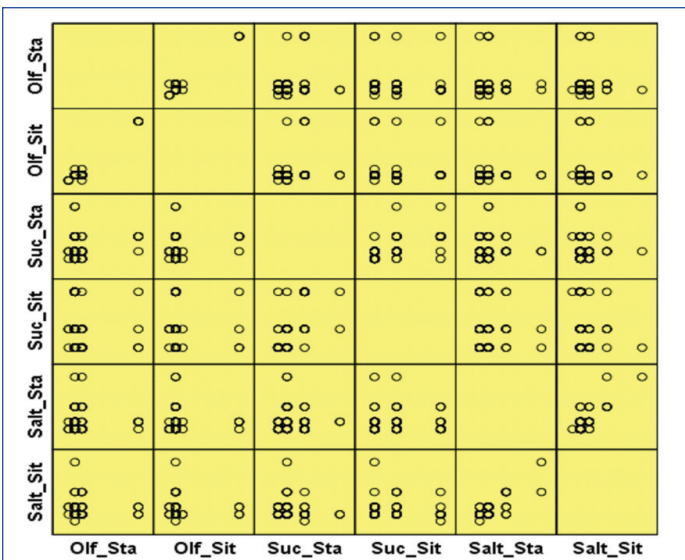 Olf_Sta
Olf_Sit
Suc_Sta
Suc_Sit
Salt_Sta
Salt_Sit
Olf_Sta Olf_Sit Suc_Sta Suc_Sit Salt_Sta Salt_Sit